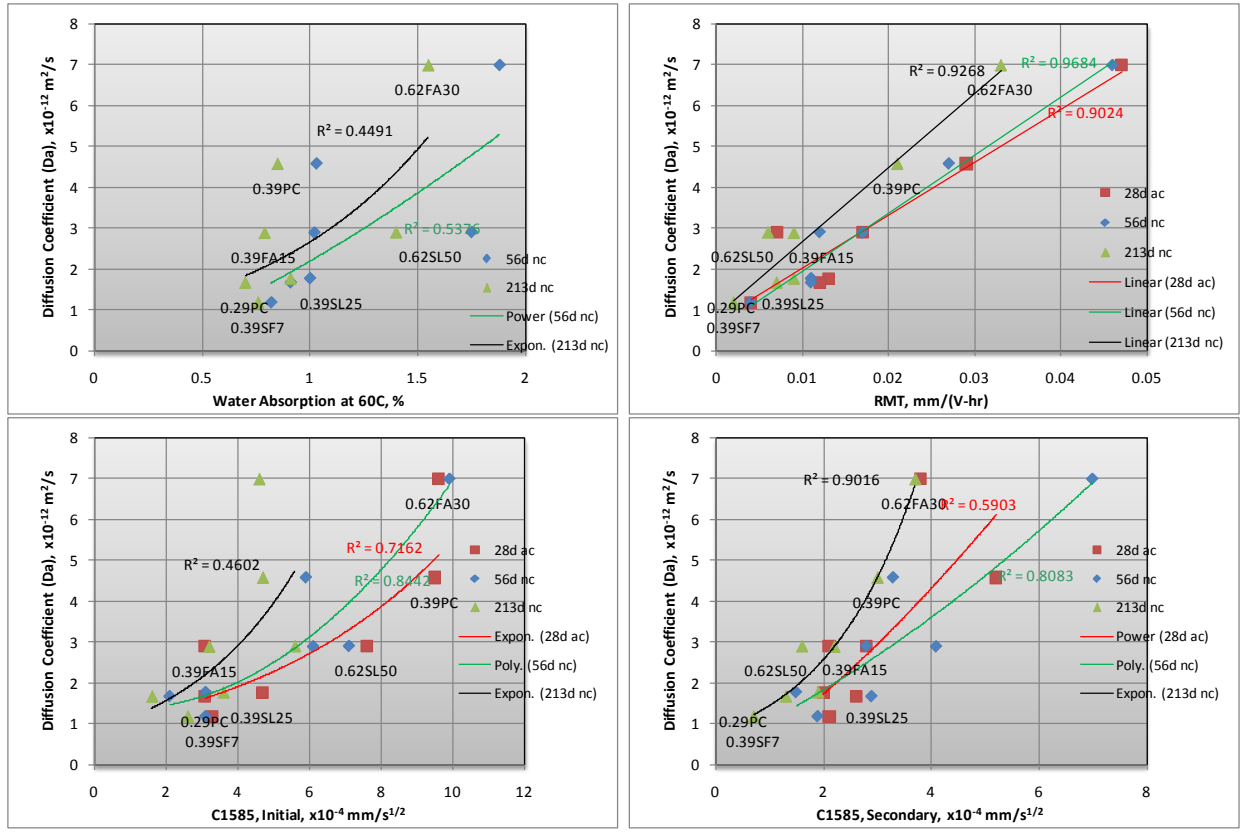 8
7
6
5
4
3
2
1
0
Diffusion Coefficient (Da), x10⁻¹² m²/s
0.62FA30
R² = 0.4491
0.39PC
R² = 0.5376
0.39FA15
0.62SL50
0.29PC
0.39SL25
0.39SF7
56d nc
213d nc
Power (56d nc)
Expon. (213d nc)
0
0.5
1
1.5
2
Water Absorption at 60C, %
8
7
6
5
4
3
2
1
0
Diffusion Coefficient (Da), x10⁻¹² m²/s
R² = 0.9268
R² = 0.9684
0.62FA30
R² = 0.9024
0.39PC
0.62SL50
0.39FA15
0.29PC
0.39SL25
0.39SF7
28d ac
56d nc
213d nc
Linear (28d ac)
Linear (56d nc)
Linear (213d nc)
0
0.01
0.02
0.03
0.04
0.05
RMT, mm/(V-hr)
8
7
6
5
4
3
2
1
0
Diffusion Coefficient (Da), x10⁻¹² m²/s
0.62FA30
R² = 0.7162
R² = 0.4602
R² = 0.8442
0.39PC
0.39FA15
0.62SL50
0.29PC
0.39SL25
0.39SF7
28d ac
56d nc
213d nc
Expon. (28d ac)
Poly. (56d nc)
Expon. (213d nc)
0
2
4
6
8
10
12
C1585, Initial, x10⁻⁴ mm/s¹/²
8
7
6
5
4
3
2
1
0
Diffusion Coefficient (Da), x10⁻¹² m²/s
R² = 0.9016
0.62FA30
R² = 0.5903
R² = 0.8083
0.39PC
0.62SL50
0.39FA15
0.29PC
0.39SL25
0.39SF7
28d ac
56d nc
213d nc
Power (28d ac)
Poly. (56d nc)
Expon. (213d nc)
0
2
4
6
8
C1585, Secondary, x10⁻⁴ mm/s¹/²